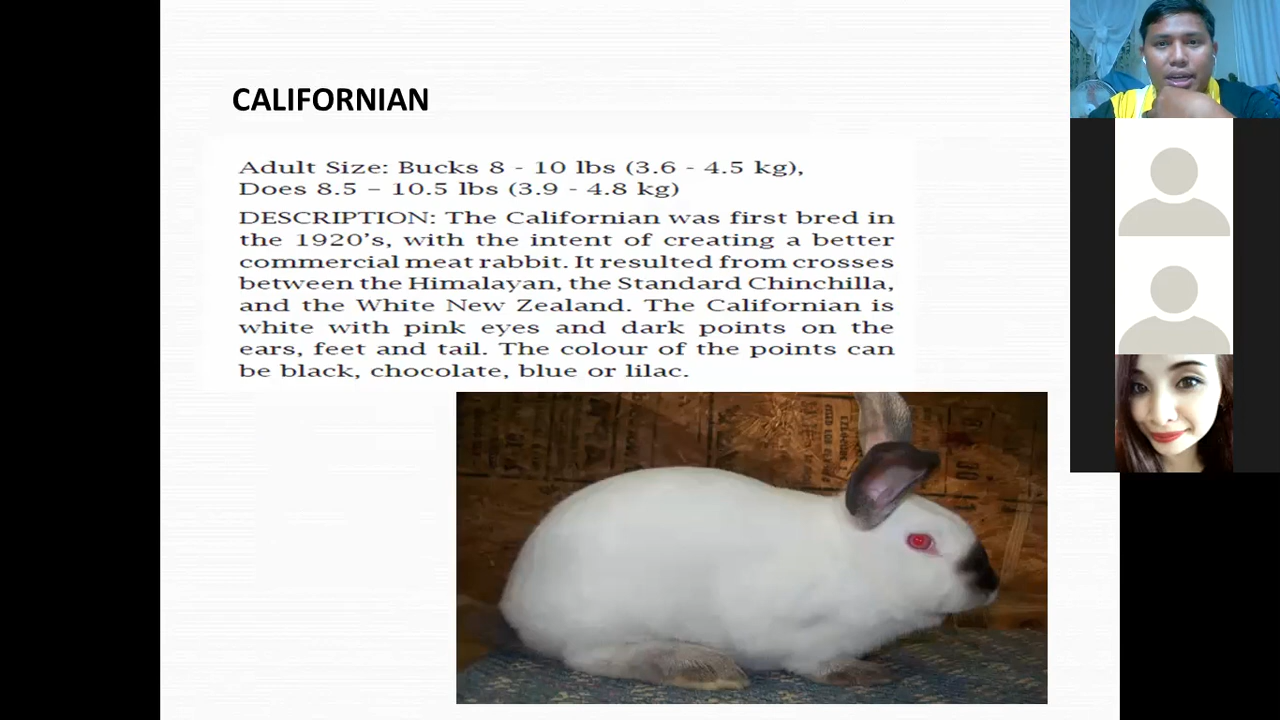 CALIFORNIAN
Adult Size: Bucks 8 - 10 lbs (3.6 - 4.5 kg),
Does 8.5 – 10.5 lbs (3.9 - 4.8 kg)
DESCRIPTION: The Californian was first bred in
the 1920's, with the intent of creating a better
commercial meat rabbit. It resulted from crosses
between the Himalayan, the Standard Chinchilla,
and the White New Zealand. The Californian is
white with pink eyes and dark points on the
ears, feet and tail. The colour of the points can
be black, chocolate, blue or lilac.